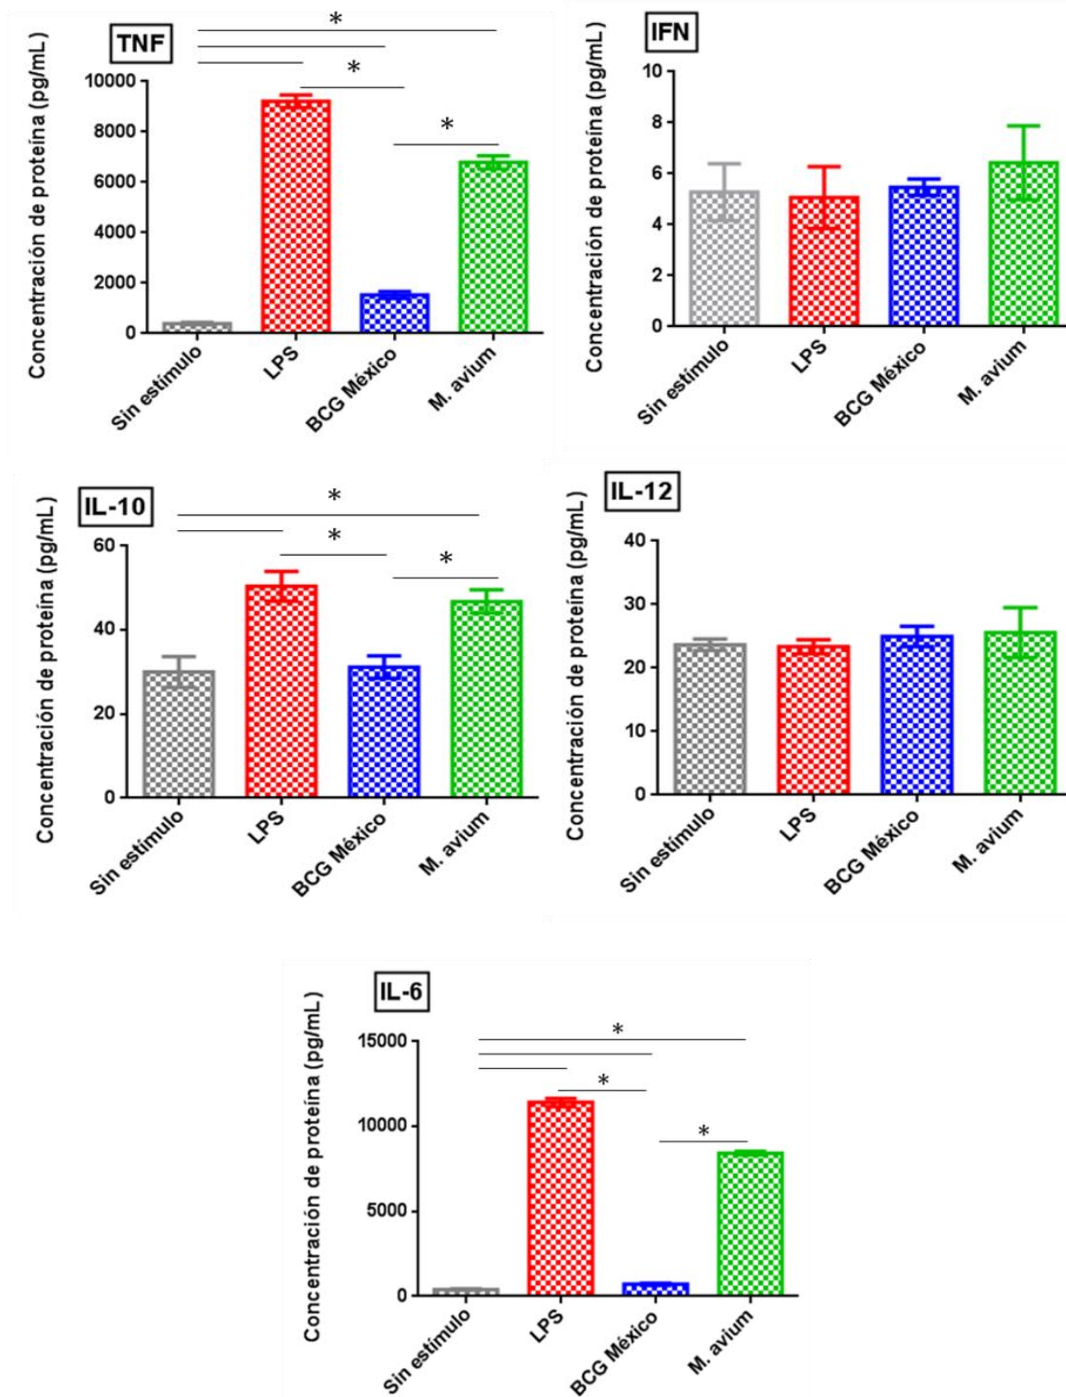 TNF
*
*
*
Concentración de proteína (pg/mL)
10000
8000
6000
4000
2000
0
Sin estímulo
LPS
BCG México
M. avium
IFN
Concentración de proteína (pg/mL)
10
8
6
4
2
0
Sin estímulo
LPS
BCG México
M. avium
IL-10
*
*
*
Concentración de proteína (pg/mL)
60
40
20
0
Sin estímulo
LPS
BCG México
M. avium
IL-12
Concentración de proteína (pg/mL)
40
30
20
10
0
Sin estímulo
LPS
BCG México
M. avium
IL-6
*
*
*
Concentración de proteína (pg/mL)
15000
10000
5000
0
Sin estímulo
LPS
BCG México
M. avium